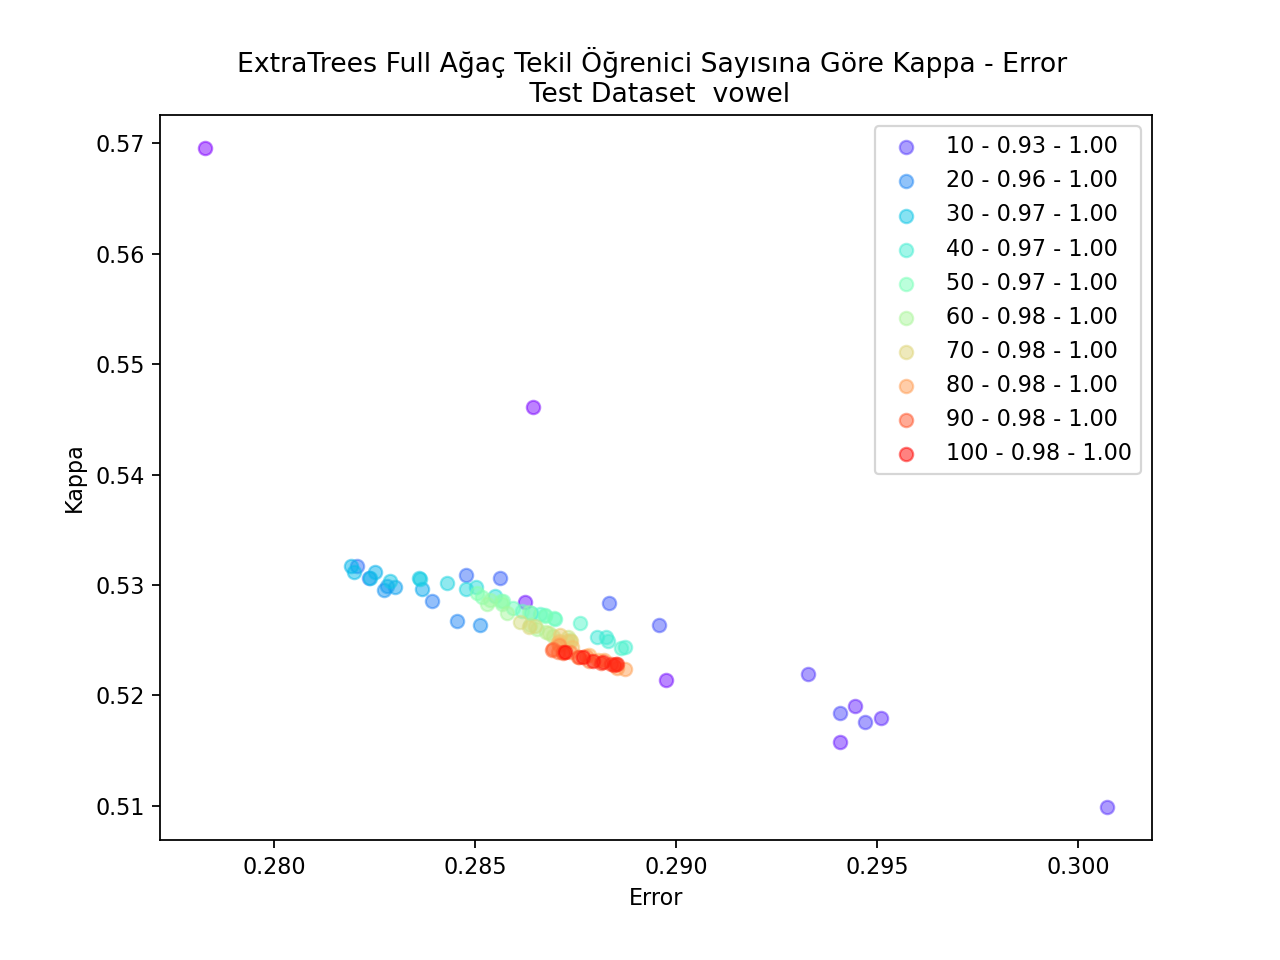 ExtraTrees Full Ağaç Tekil Öğrenici Sayısına Göre Kappa - Error
Test Dataset  vowel
0.57
0.56
0.55
0.54
0.53
0.52
0.51
Kappa
10 - 0.93 - 1.00
20 - 0.96 - 1.00
30 - 0.97 - 1.00
40 - 0.97 - 1.00
50 - 0.97 - 1.00
60 - 0.98 - 1.00
70 - 0.98 - 1.00
80 - 0.98 - 1.00
90 - 0.98 - 1.00
100 - 0.98 - 1.00
0.280 0.285 0.290 0.295 0.300
Error